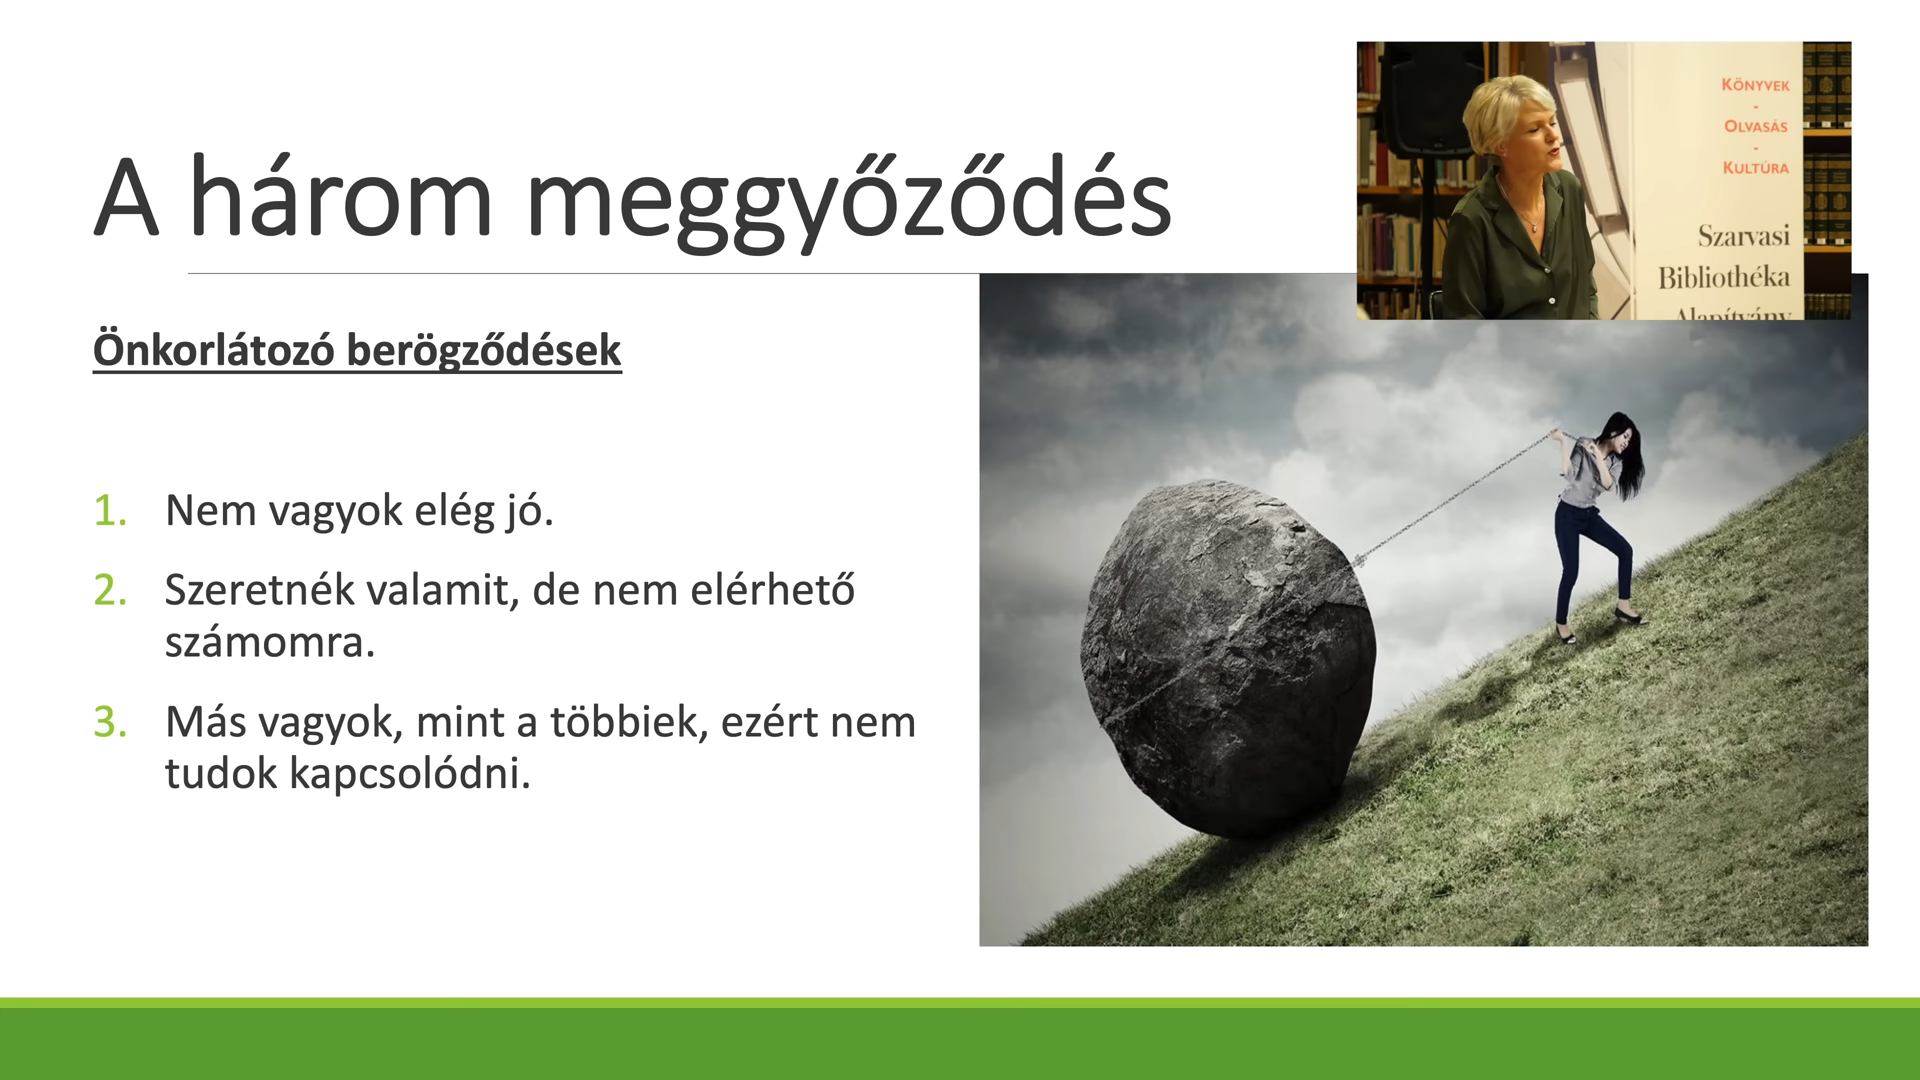 A három meggyőződés
Önkorlátozó berögződések
1. Nem vagyok elég jó.
2. Szeretnék valamit, de nem elérhető
számomra.
3. Más vagyok, mint a többiek, ezért nem
tudok kapcsolódni.
KÖNYVEK
-
OLVASÁS
-
KULTÚRA
Szarvasi
Bibliothéka
Alapítvány